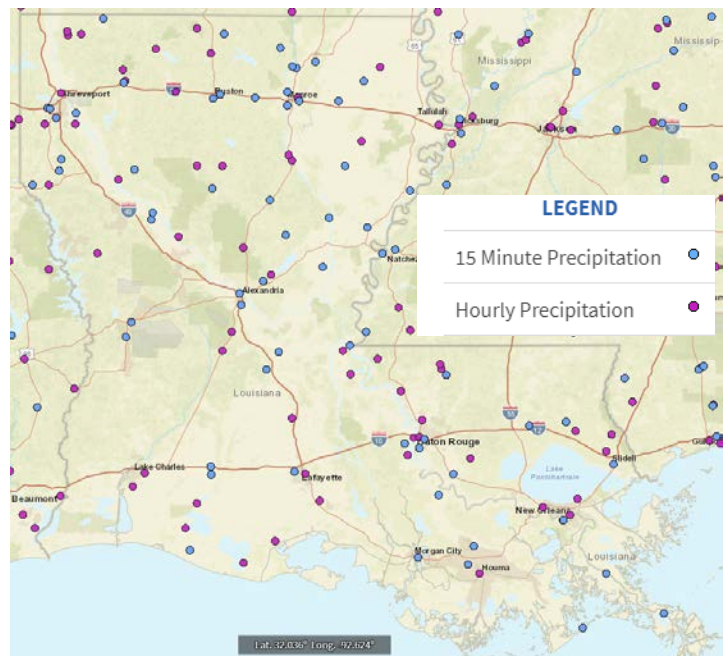 Mississippi
Mississip
Shreveport
Ruston
Monroe
Tallulah
Vicksburg
Jackson
LEGEND
15 Minute Precipitation
Hourly Precipitation
Natchez
Alexandria
Louisiana
Baton Rouge
Lake Charles
Lafayette
Slidell
Lake
Pontchartrain
Beaumont
New Orleans
Morgan City
Houma
Louisiana
Lat: 32.036° Long: -92.624°